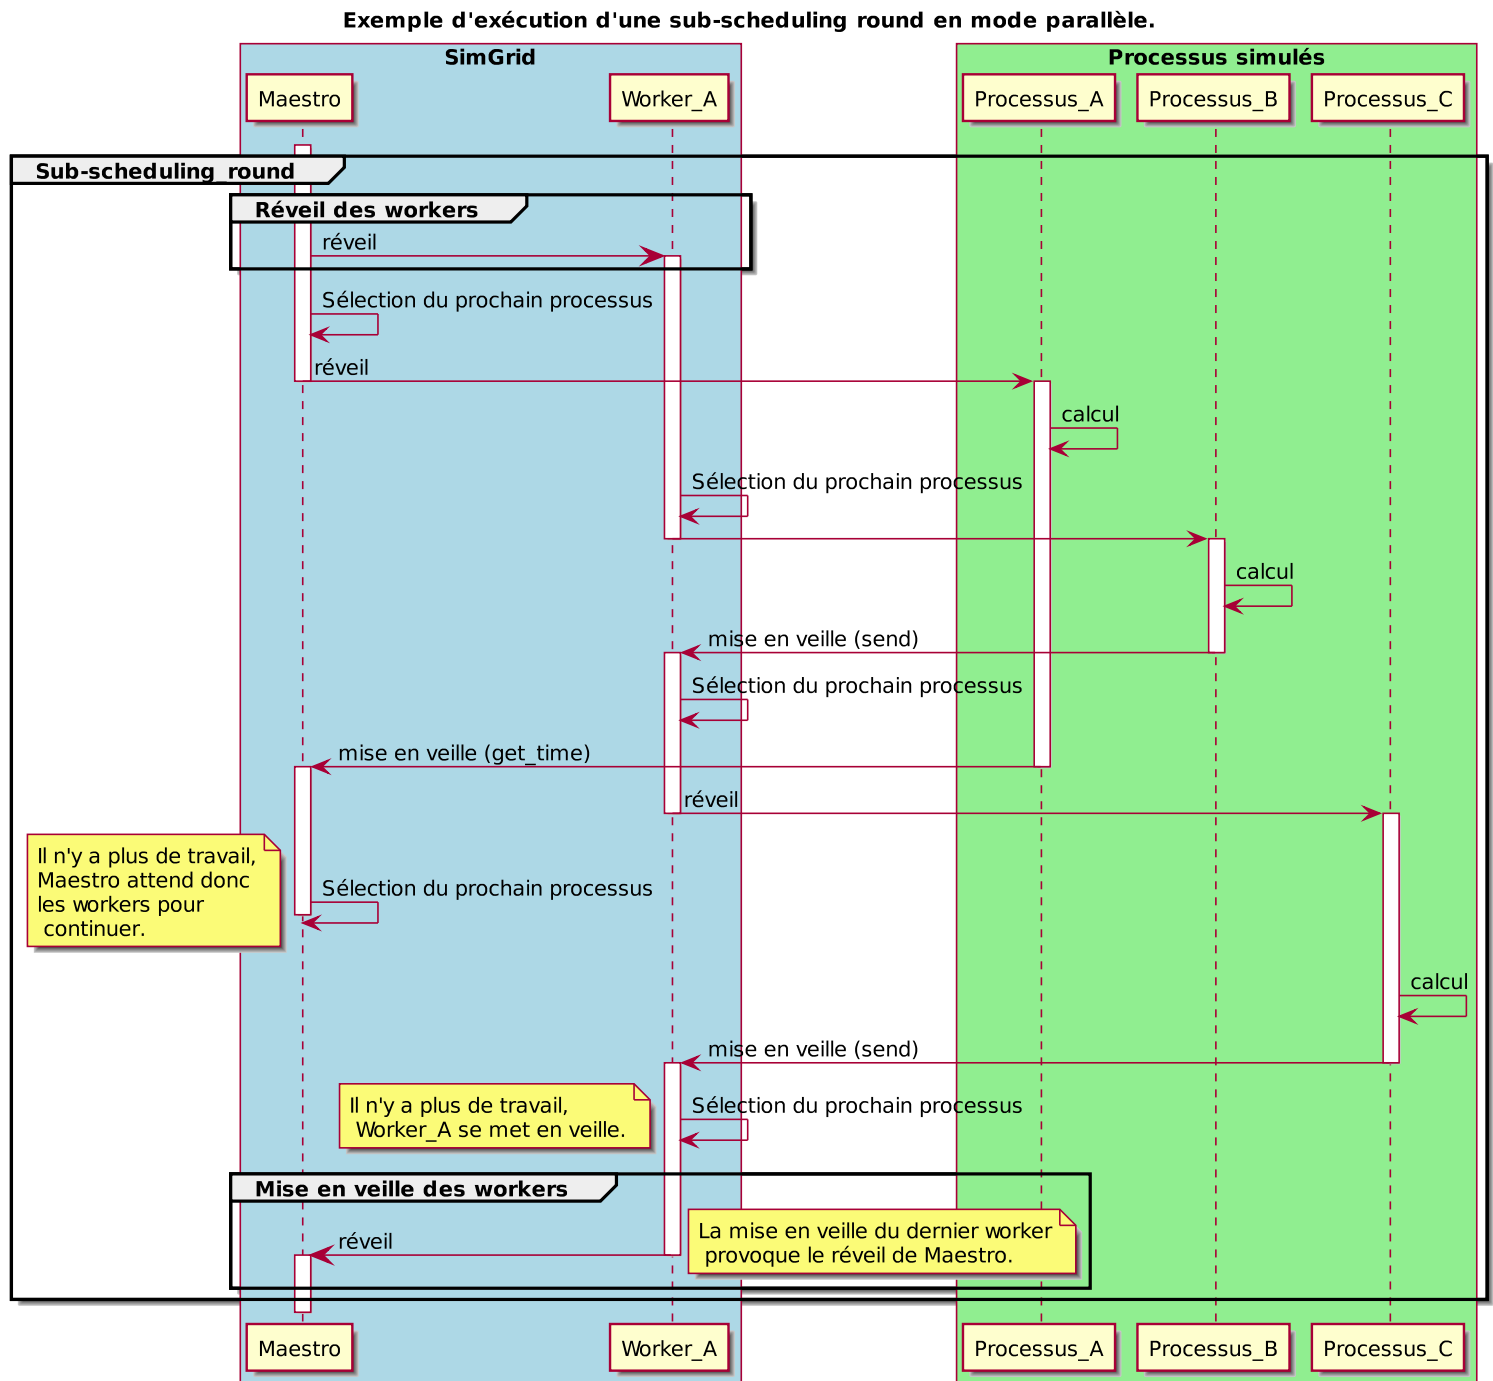 Exemple d'exécution d'une sub-scheduling round en mode parallèle.
SimGrid
Processus simulés
Maestro
Worker_A
Processus_A
Processus_B
Processus_C
Sub-scheduling_round
Réveil des workers
réveil
Sélection du prochain processus
réveil
calcul
Sélection du prochain processus
calcul
mise en veille (send)
Sélection du prochain processus
mise en veille (get_time)
réveil
Il n'y a plus de travail,
Maestro attend donc
les workers pour
continuer.
Sélection du prochain processus
calcul
mise en veille (send)
Il n'y a plus de travail,
Worker_A se met en veille.
Sélection du prochain processus
Mise en veille des workers
La mise en veille du dernier worker
provoque le réveil de Maestro.
réveil
Maestro
Worker_A
Processus_A
Processus_B
Processus_C